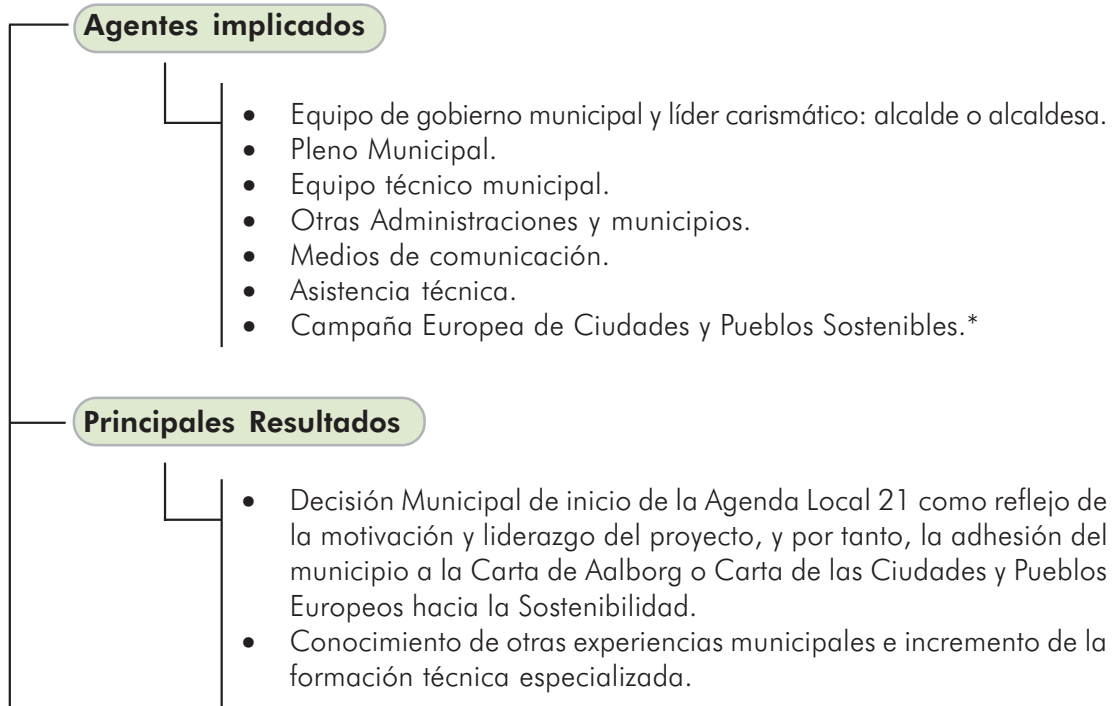 Agentes implicados
• Equipo de gobierno municipal y líder carismático: alcalde o alcaldesa.
• Pleno Municipal.
• Equipo técnico municipal.
• Otras Administraciones y municipios.
• Medios de comunicación.
• Asistencia técnica.
• Campaña Europea de Ciudades y Pueblos Sostenibles.*
Principales Resultados
• Decisión Municipal de inicio de la Agenda Local 21 como reflejo de
la motivación y liderazgo del proyecto, y por tanto, la adhesión del
municipio a la Carta de Aalborg o Carta de las Ciudades y Pueblos
Europeos hacia la Sostenibilidad.
• Conocimiento de otras experiencias municipales e incremento de la
formación técnica especializada.